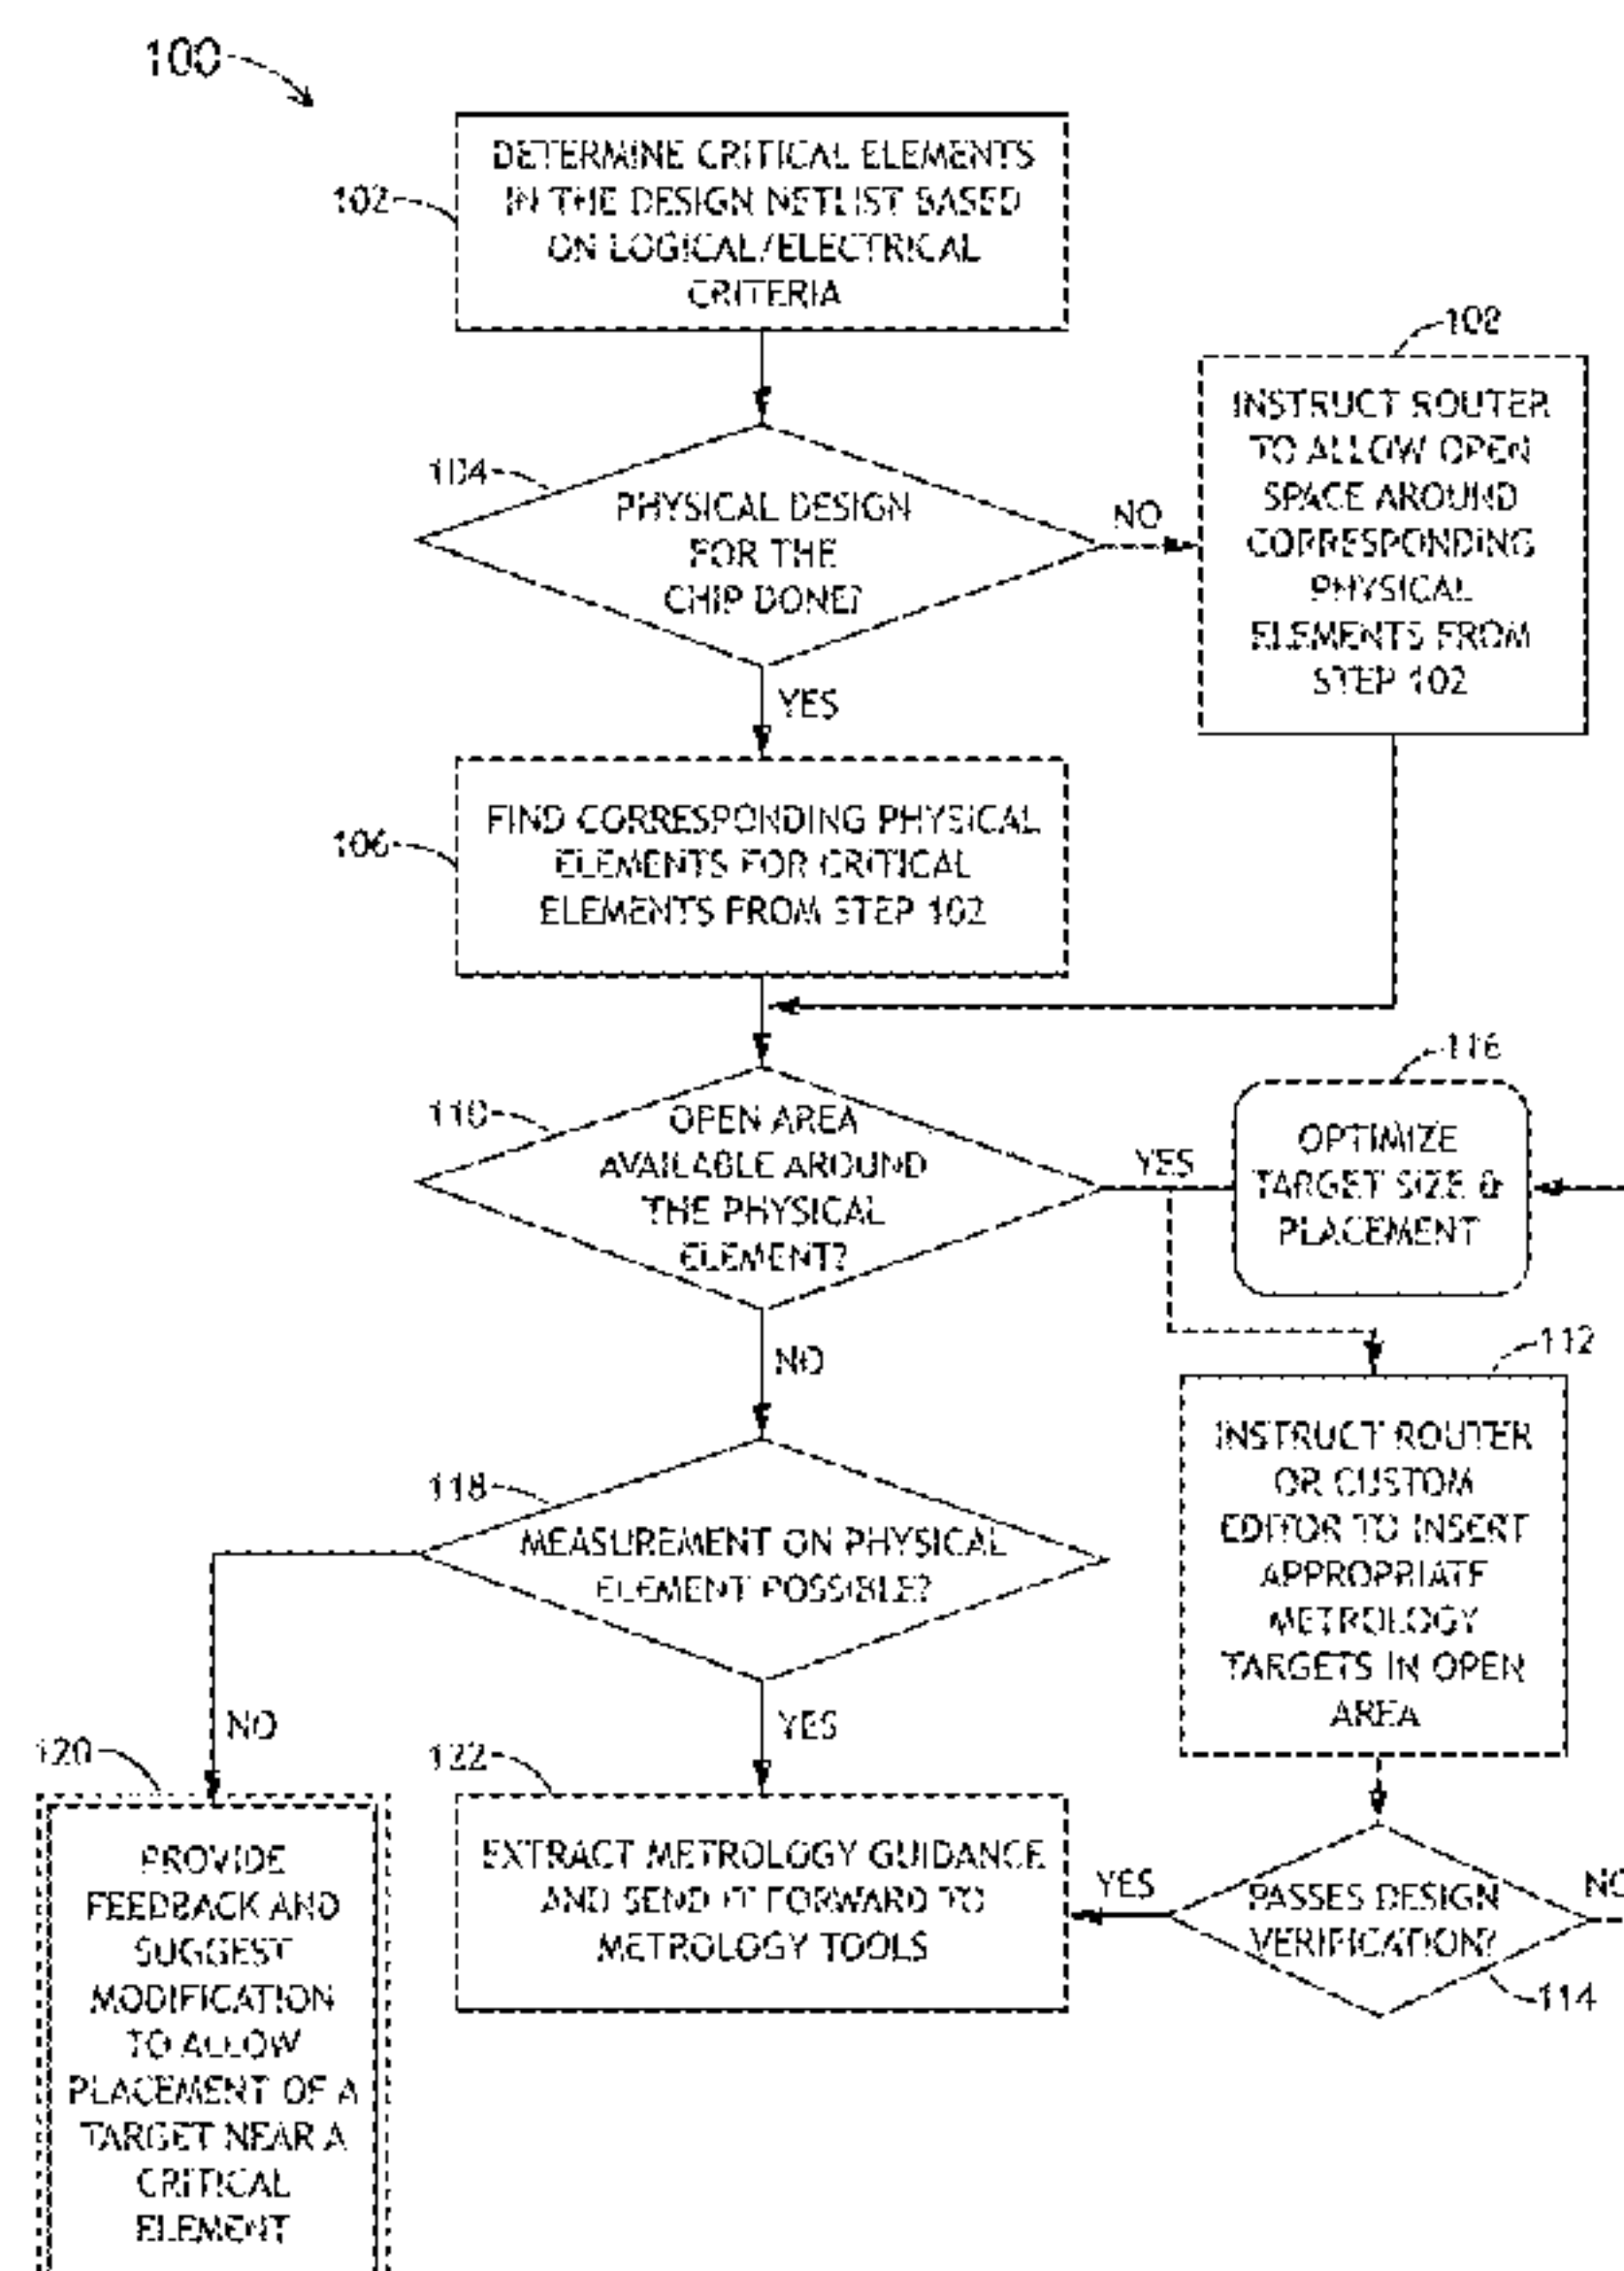 100
102
DETERMINE CRITICAL ELEMENTS
IN THE DESIGN NETLIST BASED
ON LOGICAL/ELECTRICAL
CRITERIA
104
PHYSICAL DESIGN
FOR THE
CHIP DONE?
NO
108
INSTRUCT ROUTER
TO ALLOW OPEN
SPACE AROUND
CORRESPONDING
PHYSICAL
ELEMENTS FROM
STEP 102
YES
106
FIND CORRESPONDING PHYSICAL
ELEMENTS FOR CRITICAL
ELEMENTS FROM STEP 102
110
OPEN AREA
AVAILABLE AROUND
THE PHYSICAL
ELEMENT?
YES
116
OPTIMIZE
TARGET SIZE &
PLACEMENT
NO
112
INSTRUCT ROUTER
OR CUSTOM
EDITOR TO INSERT
APPROPRIATE
METROLOGY
TARGETS IN OPEN
AREA
118
MEASUREMENT ON PHYSICAL
ELEMENT POSSIBLE?
NO
YES
120
PROVIDE
FEEDBACK AND
SUGGEST
MODIFICATION
TO ALLOW
PLACEMENT OF A
TARGET NEAR A
CRITICAL
ELEMENT
122
EXTRACT METROLOGY GUIDANCE
AND SEND IT FORWARD TO
METROLOGY TOOLS
YES
PASSES DESIGN
VERIFICATION?
NO
114